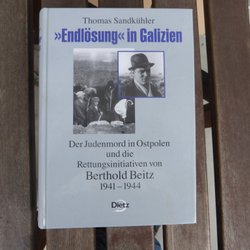 Thomas Sandkühler
»Endlösung« in Galizien
Der Judenmord in Ostpolen
und die
Rettungsinitiativen von
Berthold Beitz
1941–1944
Dietz